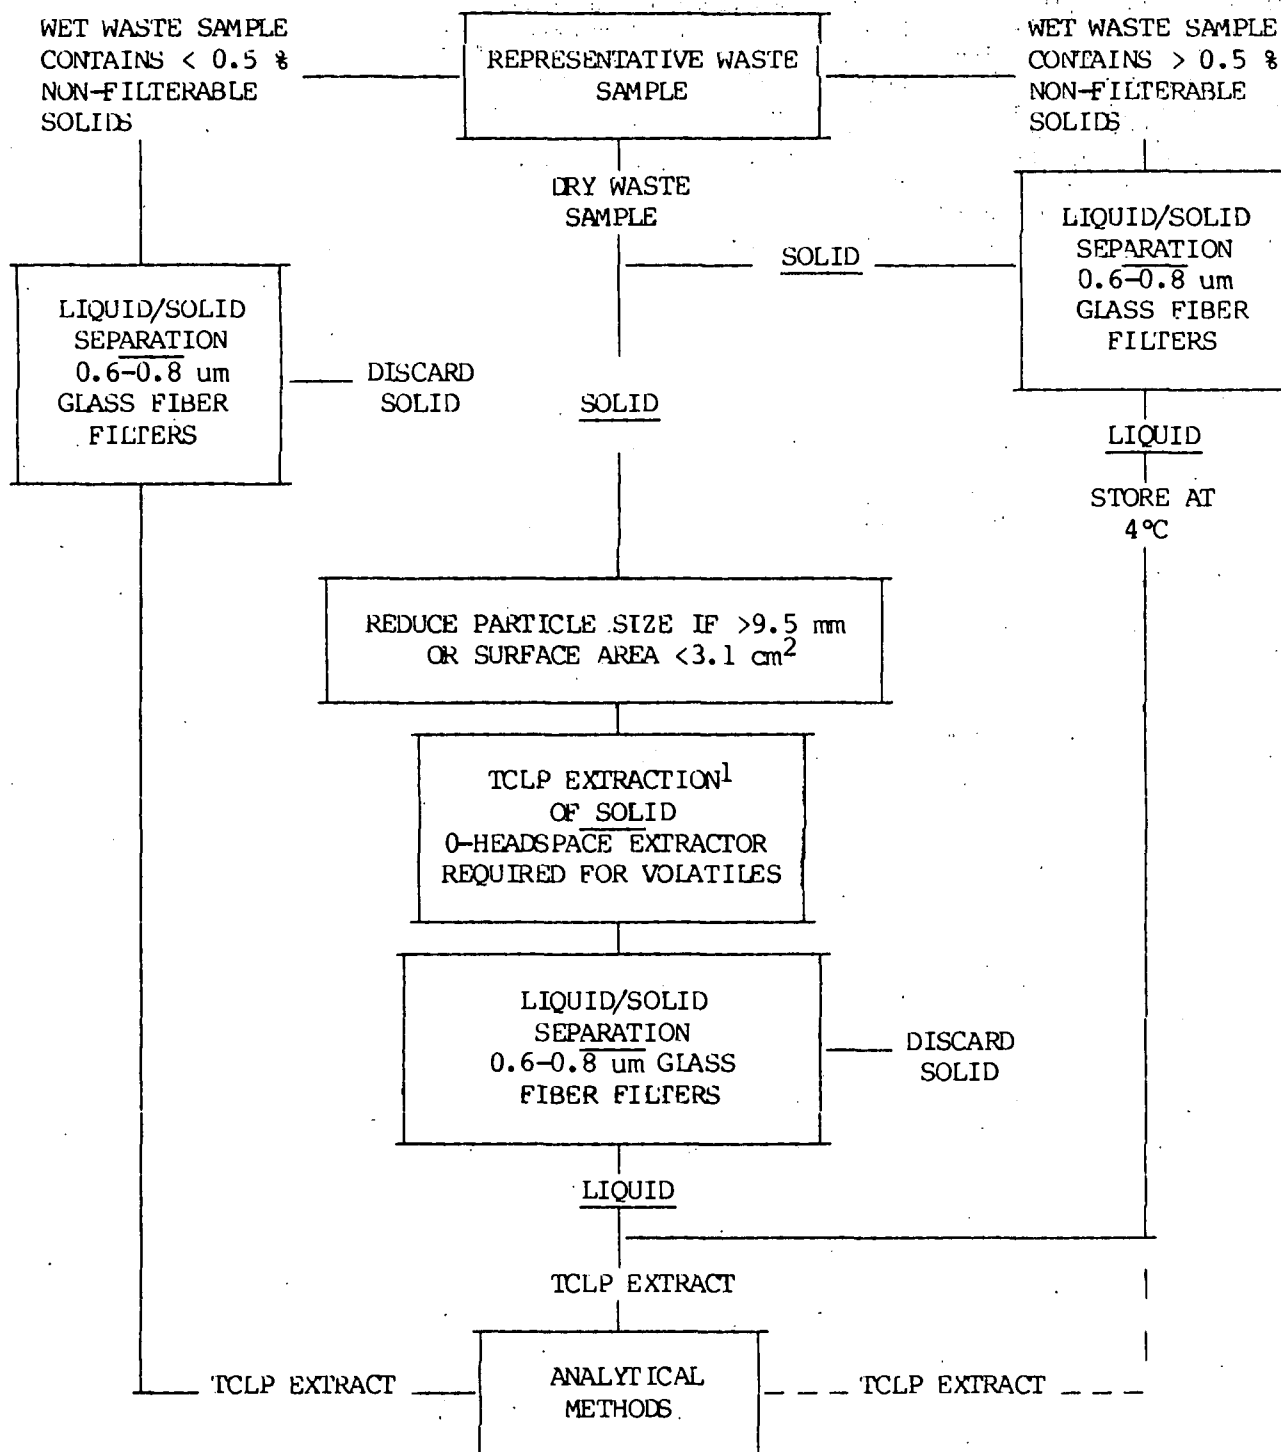 WET WASTE SAMPLE
CONTAINS < 0.5 %
NON-FILTERABLE
SOLIDS
REPRESENTATIVE WASTE
SAMPLE
WET WASTE SAMPLE
CONTAINS > 0.5 %
NON-FILTERABLE
SOLIDS
DRY WASTE
SAMPLE
SOLID
LIQUID/SOLID
SEPARATION
0.6-0.8 um
GLASS FIBER
FILTERS
LIQUID/SOLID
SEPARATION
0.6-0.8 um
GLASS FIBER
FILTERS
DISCARD
SOLID
SOLID
LIQUID
STORE AT
4°C
REDUCE PARTICLE SIZE IF >9.5 mm
OR SURFACE AREA <3.1 cm²
TCLP EXTRACTION¹
OF SOLID
0-HEADSPACE EXTRACTOR
REQUIRED FOR VOLATILES
LIQUID/SOLID
SEPARATION
0.6-0.8 um GLASS
FIBER FILTERS
DISCARD
SOLID
LIQUID
TCLP EXTRACT
TCLP EXTRACT
ANALYTICAL
METHODS
TCLP EXTRACT